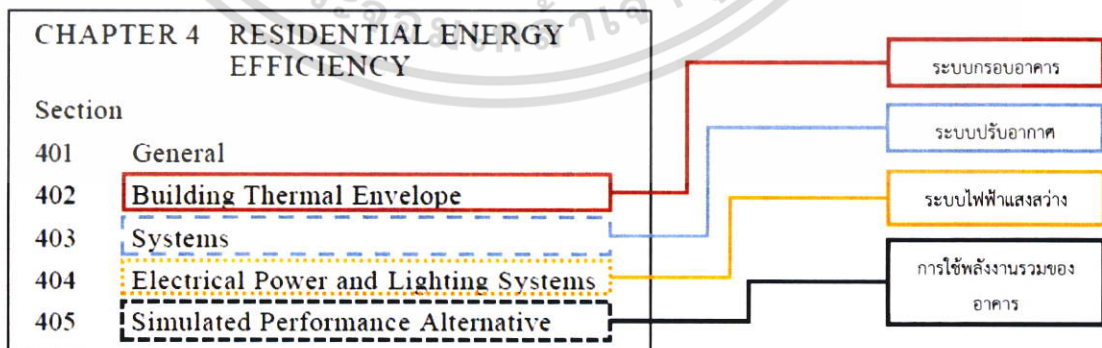 CHAPTER 4 RESIDENTIAL ENERGY
EFFICIENCY
Section
401 General
402 Building Thermal Envelope
403 Systems
404 Electrical Power and Lighting Systems
405 Simulated Performance Alternative
ระบบกรอบอาคาร
ระบบปรับอากาศ
ระบบไฟฟ้าแสงสว่าง
การใช้พลังงานรวมของ
อาคาร